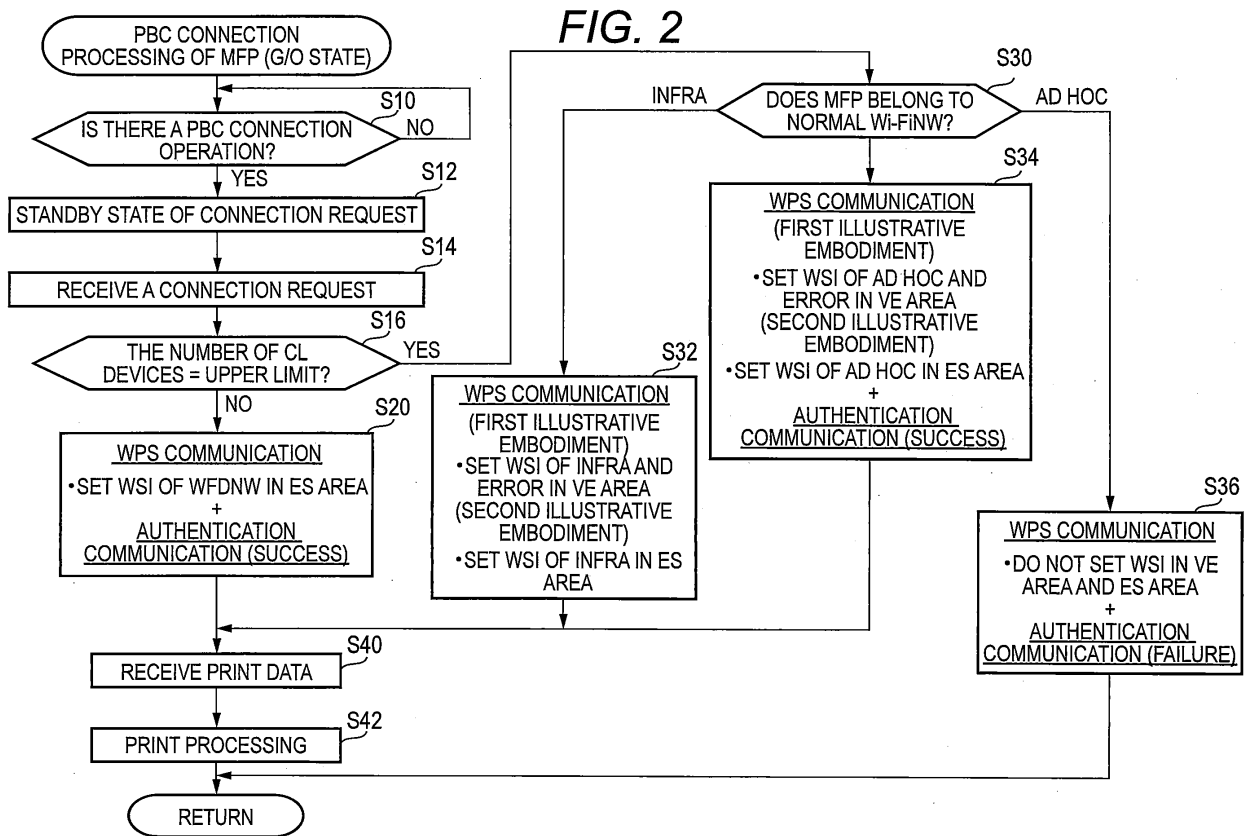 FIG. 2
PBC CONNECTION
PROCESSING OF MFP (G/O STATE)
S10
IS THERE A PBC CONNECTION
OPERATION?
NO
YES
S12
STANDBY STATE OF CONNECTION REQUEST
S14
RECEIVE A CONNECTION REQUEST
S16
THE NUMBER OF CL
DEVICES = UPPER LIMIT?
YES
NO
S20
WPS COMMUNICATION
•SET WSI OF WFDNW IN ES AREA
+
AUTHENTICATION
COMMUNICATION (SUCCESS)
S30
DOES MFP BELONG TO
NORMAL Wi-FiNW?
INFRA
AD HOC
S32
WPS COMMUNICATION
(FIRST ILLUSTRATIVE
EMBODIMENT)
•SET WSI OF INFRA AND
ERROR IN VE AREA
(SECOND ILLUSTRATIVE
EMBODIMENT)
•SET WSI OF INFRA IN ES
AREA
S34
WPS COMMUNICATION
(FIRST ILLUSTRATIVE
EMBODIMENT)
•SET WSI OF AD HOC AND
ERROR IN VE AREA
(SECOND ILLUSTRATIVE
EMBODIMENT)
•SET WSI OF AD HOC IN ES AREA
+
AUTHENTICATION
COMMUNICATION (SUCCESS)
S36
WPS COMMUNICATION
•DO NOT SET WSI IN VE
AREA AND ES AREA
+
AUTHENTICATION
COMMUNICATION (FAILURE)
S40
RECEIVE PRINT DATA
S42
PRINT PROCESSING
RETURN